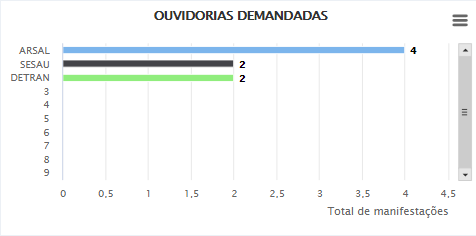 OUVIDORIAS DEMANDADAS
ARSAL 4
SESAU 2
DETRAN 2
3
4
5
6
7
8
9
0 0,5 1 1,5 2 2,5 3 3,5 4 4,5
Total de manifestações